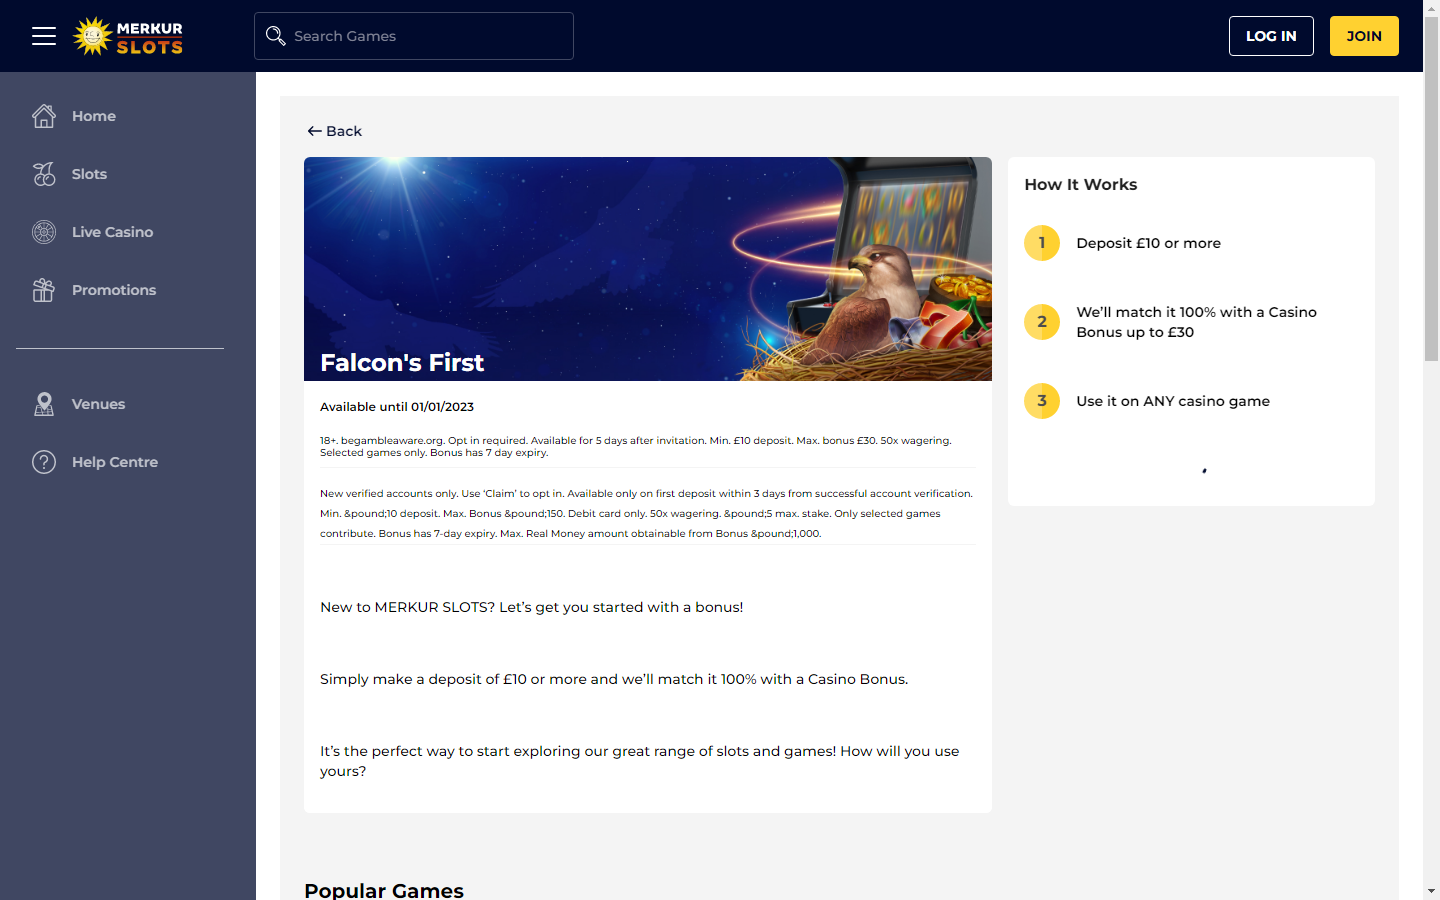 MERKUR
SLOTS
Search Games
LOG IN
JOIN
Home
Slots
Live Casino
Promotions
Venues
Help Centre
Back
Falcon's First
Available until 01/01/2023
18+. begambleaware.org. Opt in required. Available for 5 days after invitation. Min. £10 deposit. Max. bonus £30. 50x wagering.
Selected games only. Bonus has 7 day expiry.
New verified accounts only. Use ‘Claim’ to opt in. Available only on first deposit within 3 days from successful account verification.
Min. &pound;10 deposit. Max. Bonus &pound;150. Debit card only. 50x wagering. &pound;5 max. stake. Only selected games
contribute. Bonus has 7-day expiry. Max. Real Money amount obtainable from Bonus &pound;1,000.
New to MERKUR SLOTS? Let’s get you started with a bonus!
Simply make a deposit of £10 or more and we’ll match it 100% with a Casino Bonus.
It’s the perfect way to start exploring our great range of slots and games! How will you use
yours?
How It Works
1 Deposit £10 or more
2 We’ll match it 100% with a Casino
Bonus up to £30
3 Use it on ANY casino game
Popular Games